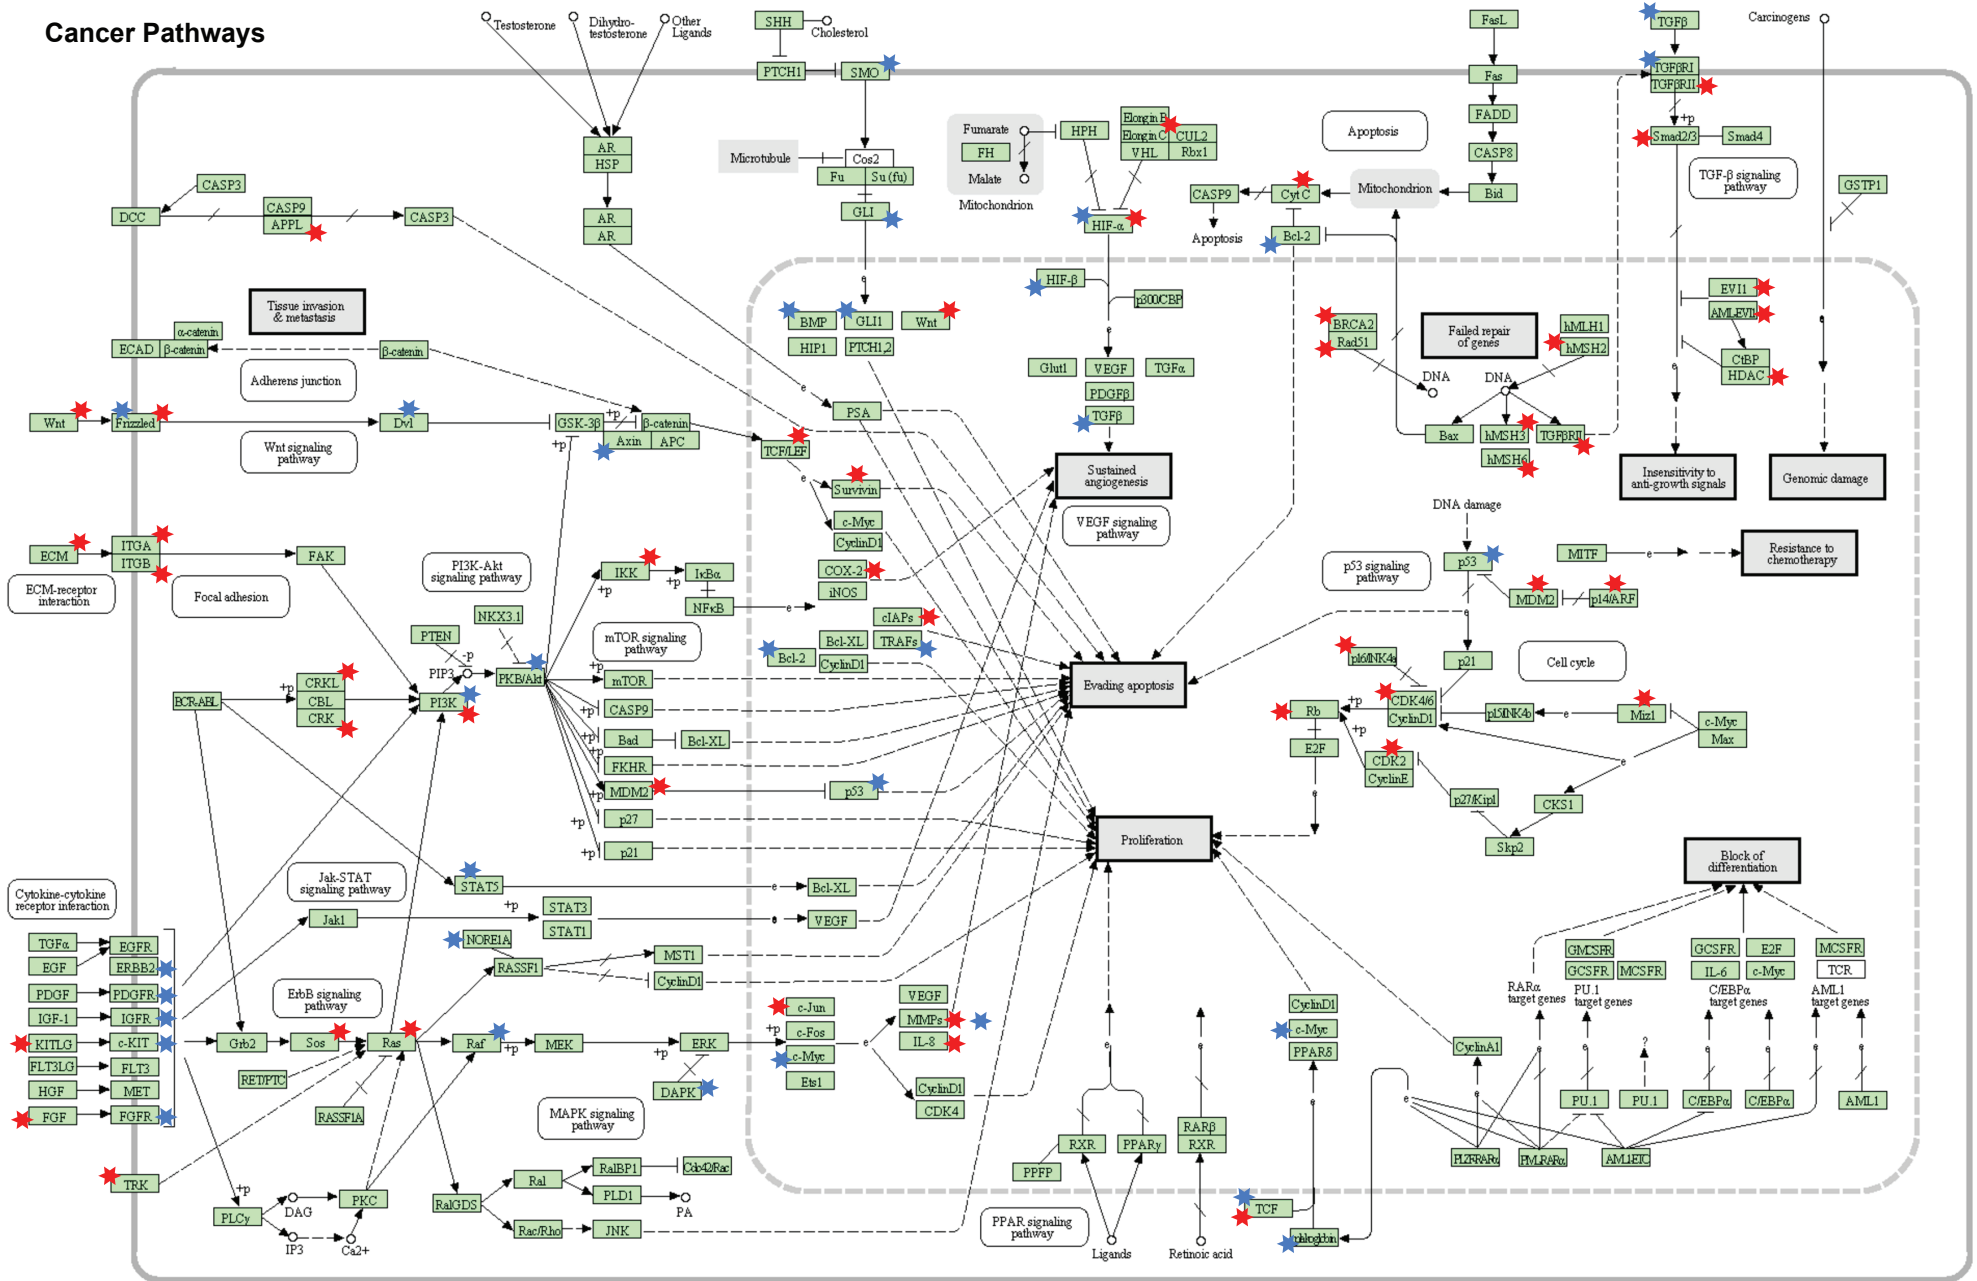 Cancer Pathways
Testosterone
Dihydro-
testosterone
Other
Ligands
SHH
Cholesterol
PTCH1
SMO
FasL
Fas
FADD
CASP8
Bid
TGFβ
TGFβRI
TGFβRII
+p
Smad2/3
Smad4
TGF-β signaling
pathway
Carcinogens
GSTP1
AR
HSP
AR
AR
Microtubule
Cos2
Fu
Su (fu)
GLI
e
Fumarate
FH
Malate
Mitochondrion
HPH
Elongin B
Elongin C
CUL2
VHL
Rbx1
HIF-α
Apoptosis
CASP9
Cyt C
Mitochondrion
Apoptosis
Bcl-2
CASP3
DCC
CASP9
APPL
CASP3
Tissue invasion
& metastasis
α-catenin
ECAD
β-catenin
β-catenin
Adherens junction
HIF-β
p300/CBP
e
BMP
GLI1
Wnt
HIP1
PTCH1,2
Glut1
VEGF
TGFα
PDGFβ
TGFβ
BRCA2
Rad51
Failed repair
of genes
hMLH1
hMSH2
DNA
DNA
Bax
hMSH3
TGFβRII
hMSH6
EVI1
AML-EVI1
CtBP
HDAC
e
e
Wnt
Frizzled
Dvl
GSK-3β
+p
β-catenin
Axin
APC
+p
Wnt signaling
pathway
e
PSA
TCF/LEF
e
Survivin
c-Myc
CyclinD1
Sustained
angiogenesis
VEGF signaling
pathway
Insensitivity to
anti-growth signals
Genomic damage
DNA damage
p53
p53 signaling
pathway
MITF
e
Resistance to
chemotherapy
MDM2
p14/ARF
e
ECM
ITGA
ITGB
FAK
ECM-receptor
interaction
Focal adhesion
PI3K-Akt
signaling pathway
IKK
+p
+p
IκBα
NFκB
e
COX-2
iNOS
cIAPs
Bcl-XL
TRAFs
Bcl-2
CyclinD1
NKX3.1
PTEN
-p
PIP3
PKB/Akt
mTOR signaling
pathway
+p
mTOR
Evading apoptosis
p16/INK4a
p21
Cell cycle
CDK4/6
CyclinD1
p15/INK4b
e
Miz1
c-Myc
Max
BCR-ABL
+p
CRKL
CBL
CRK
PI3K
+p
CASP9
+p
Bad
Bcl-XL
+p
FKHR
+p
MDM2
p53
+p
p27
+p
p21
Rb
+p
E2F
+p
CDK2
CyclinE
e
p27/Kip1
CKS1
Skp2
e
Proliferation
Block of
differentiation
Jak-STAT
signaling pathway
STAT5
e
Bcl-XL
Jak1
+p
STAT3
STAT1
e
VEGF
Cytokine-cytokine
receptor interaction
TGFα
EGFR
EGF
ERBB2
PDGF
PDGFR
IGF-1
IGFR
KITLG
c-KIT
FLT3LG
FLT3
HGF
MET
FGF
FGFR
TRK
ErbB signaling
pathway
NORE1A
RASSF1
MST1
CyclinD1
Grb2
Sos
Ras
Raf
+p
MEK
+p
ERK
+p
DAPK
RET/PTC
RASSF1A
MAPK signaling
pathway
c-Jun
c-Fos
c-Myc
Ets1
e
e
VEGF
MMPs
IL-8
CyclinD1
CDK4
+p
PLCγ
DAG
IP3
PKC
Ca2+
RalGDS
Ral
RalBP1
Cdc42/Rac
PLD1
PA
Rac/Rho
JNK
e
RXR
PPARγ
PPFP
e
RARβ
RXR
PPAR signaling
pathway
Ligands
Retinoic acid
CyclinD1
c-Myc
PPARδ
e
TCF
CyclinA1
e
e
RARα
target genes
e
GMCSFR
GCSFR
MCSFR
PU.1
target genes
e
PU.1
?
PU.1
GCSFR
E2F
IL-6
c-Myc
C/EBPα
target genes
e
e
C/EBPα
C/EBPα
MCSFR
TCR
AML1
target genes
e
e
AML1
PLZF-RARα
PML-RARα
AML1-ETO